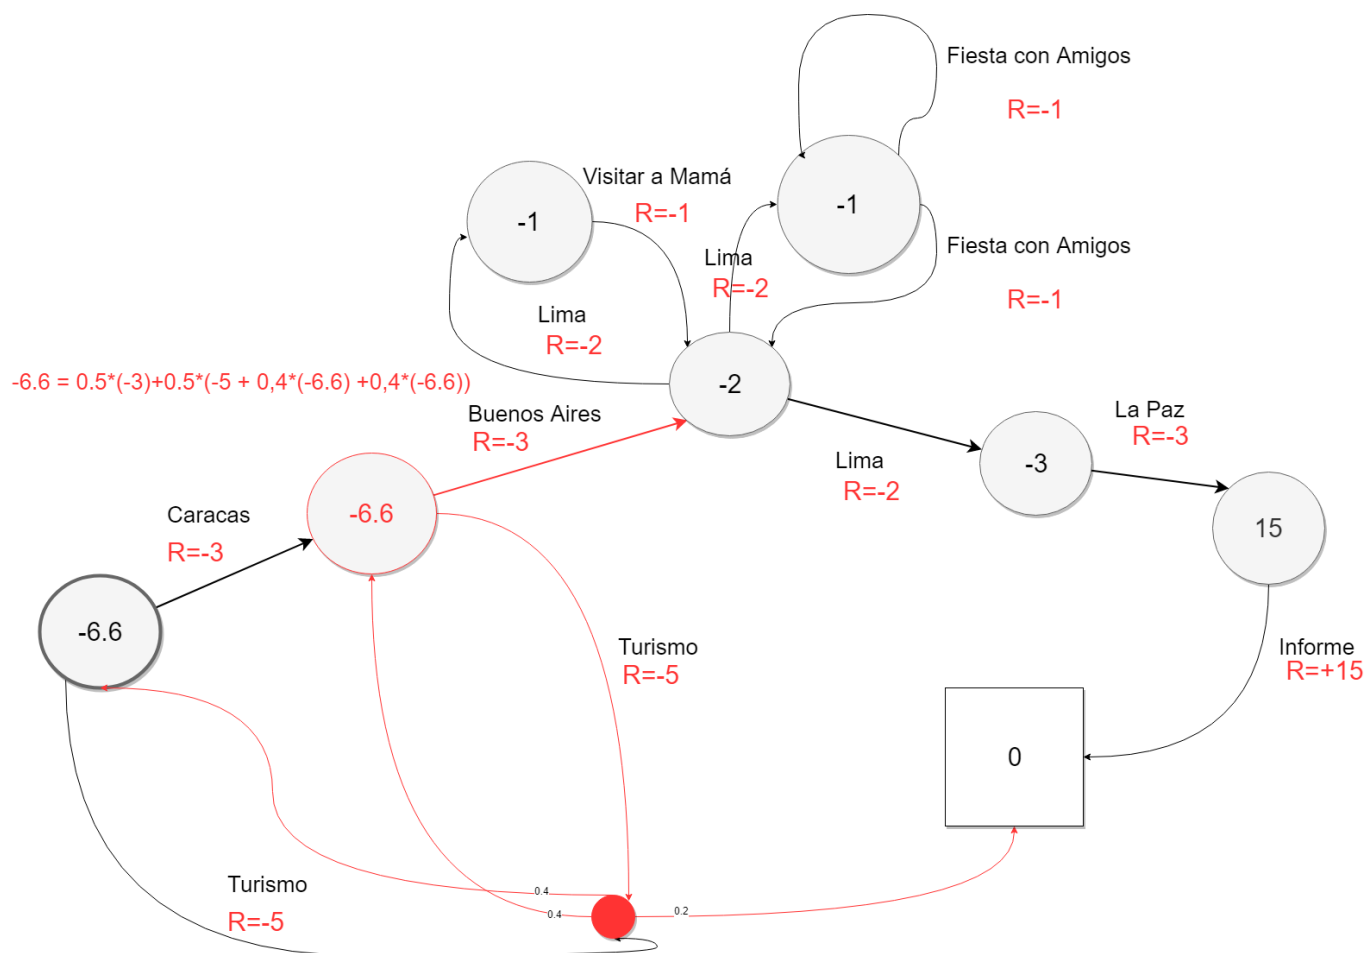 Fiesta con Amigos
R=-1
Visitar a Mamá
R=-1
-1
-1
Lima
R=-2
Fiesta con Amigos
R=-1
Lima
R=-2
-6.6 = 0.5*(-3)+0.5*(-5 + 0,4*(-6.6) +0,4*(-6.6))
-2
Buenos Aires
R=-3
La Paz
R=-3
Lima
R=-2
-3
-6.6
15
Caracas
R=-3
-6.6
Turismo
R=-5
Informe
R=+15
0
Turismo
R=-5
0.4
0.4
0.2